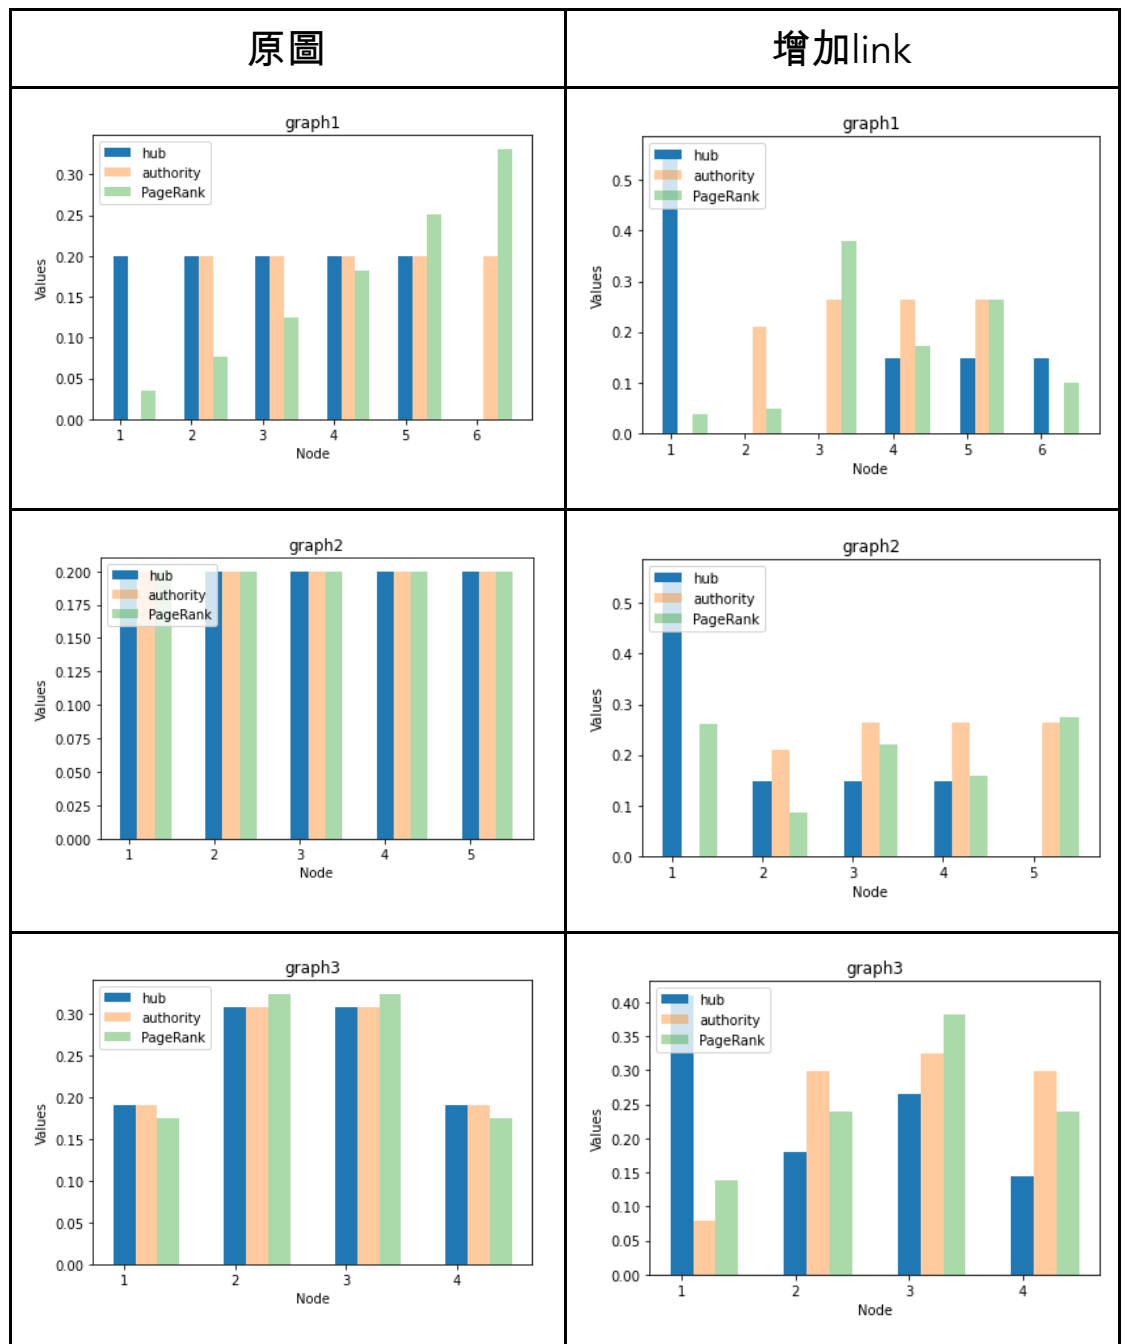 原圖
增加link
graph1
hub
authority
PageRank
0.30
0.25
0.20
0.15
0.10
0.05
0.00
Values
1 2 3 4 5 6
Node
graph1
hub
authority
PageRank
0.5
0.4
0.3
0.2
0.1
0.0
Values
1 2 3 4 5 6
Node
graph2
hub
authority
PageRank
0.200
0.175
0.150
0.125
0.100
0.075
0.050
0.025
0.000
Values
1 2 3 4 5
Node
graph2
hub
authority
PageRank
0.5
0.4
0.3
0.2
0.1
0.0
Values
1 2 3 4 5
Node
graph3
hub
authority
PageRank
0.30
0.25
0.20
0.15
0.10
0.05
0.00
Values
1 2 3 4
Node
graph3
hub
authority
PageRank
0.40
0.35
0.30
0.25
0.20
0.15
0.10
0.05
0.00
Values
1 2 3 4
Node